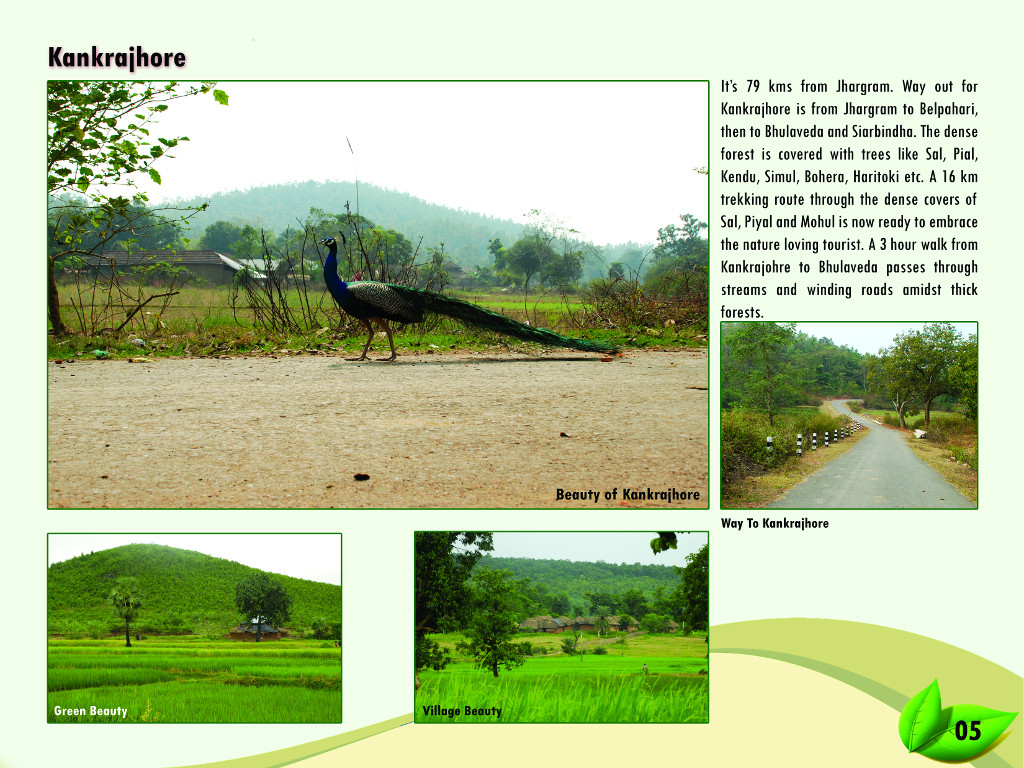 Kankrajhore
It's 79 kms from Jhargram. Way out for
Kankrajhore is from Jhargram to Belpahari,
then to Bhulaveda and Siarbindha. The dense
forest is covered with trees like Sal, Pial,
Kendu, Simul, Bohera, Haritoki etc. A 16 km
trekking route through the dense covers of
Sal, Piyal and Mohul is now ready to embrace
the nature loving tourist. A 3 hour walk from
Kankrajohre to Bhulaveda passes through
streams and winding roads amidst thick
forests.
Beauty of Kankrajhore
Way To Kankrajhore
Green Beauty
Village Beauty
05